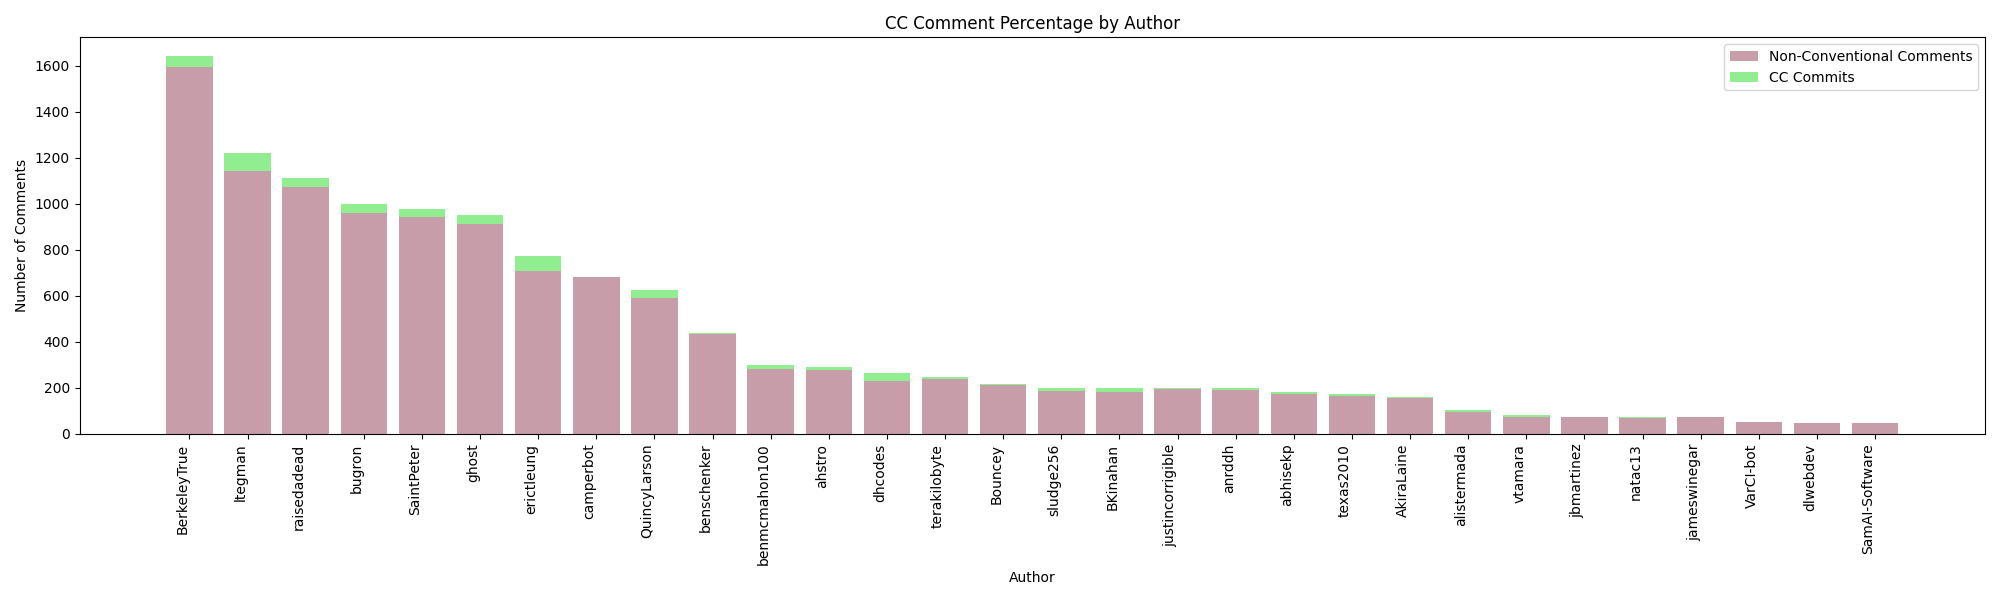 CC Comment Percentage by Author
Non-Conventional Comments
CC Commits
Number of Comments
1600
1400
1200
1000
800
600
400
200
0
BerkeleyTrue
ltegman
raisedadead
bugron
SaintPeter
ghost
erictleung
camperbot
QuincyLarson
benschenker
benmcmahon100
ahstro
dhcodes
terakilobyte
Bouncey
sludge256
BKinahan
justincorrigible
anrddh
abhisekp
texas2010
AkiraLaine
alistermada
vtamara
jbmartinez
natac13
jameswinegar
VarCI-bot
dlwebdev
SamAI-Software
Author